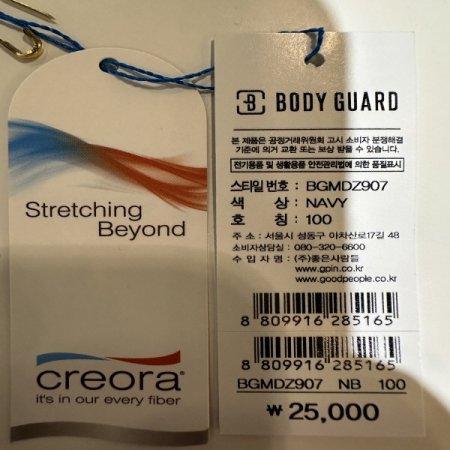 Stretching
Beyond
creora®
it's in our every fiber
B BODY GUARD
본 제품은 공정거래위원회 고시 소비자 분쟁해결
기준에 의거 교환 또는 보상 받을 수 있습니다.
전기용품 및 생활용품 안전관리법에 의한 품질표시
스타일 번호 : BGMDZ907
색 상 : NAVY
호 칭 : 100
주 소 : 서울시 성동구 아차산로17길 48
소비자상담실 : 080-320-6600
수 입 자 명 : (주)좋은사람들
www.gpin.co.kr
www.goodpeople.co.kr
8 809916 285165
8 809916 285165
BGMDZ907 NB 100
₩ 25,000